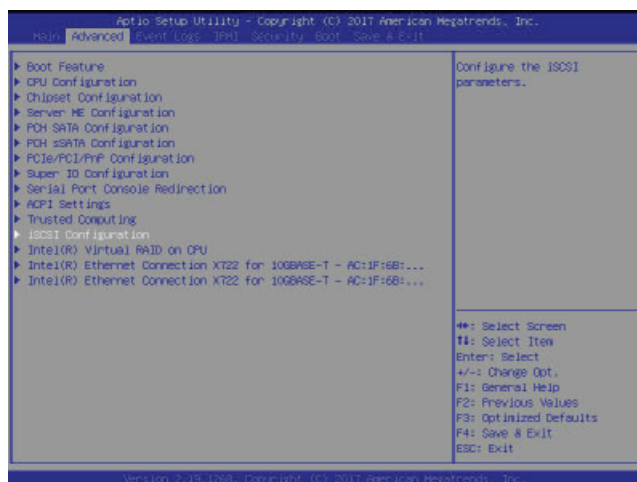 Aptio Setup Utility - Copyright (C) 2017 American Megatrends, Inc.
Main Advanced Event Logs IPMI Security Boot Save & Exit
Boot Feature
CPU Configuration
Chipset Configuration
Server ME Configuration
PCH SATA Configuration
PCH sSATA Configuration
PCIe/PCI/PnP Configuration
Super IO Configuration
Serial Port Console Redirection
ACPI Settings
Trusted Computing
iSCSI Configuration
Intel(R) Virtual RAID on CPU
Intel(R) Ethernet Connection X722 for 10GBASE-T - AC:1F:6B:...
Intel(R) Ethernet Connection X722 for 10GBASE-T - AC:1F:6B:...
Configure the iSCSI
parameters.
↔: Select Screen
↑↓: Select Item
Enter: Select
+/-: Change Opt.
F1: General Help
F2: Previous Values
F3: Optimized Defaults
F4: Save & Exit
ESC: Exit
Version 2.19.1268. Copyright (C) 2017 American Megatrends, Inc.